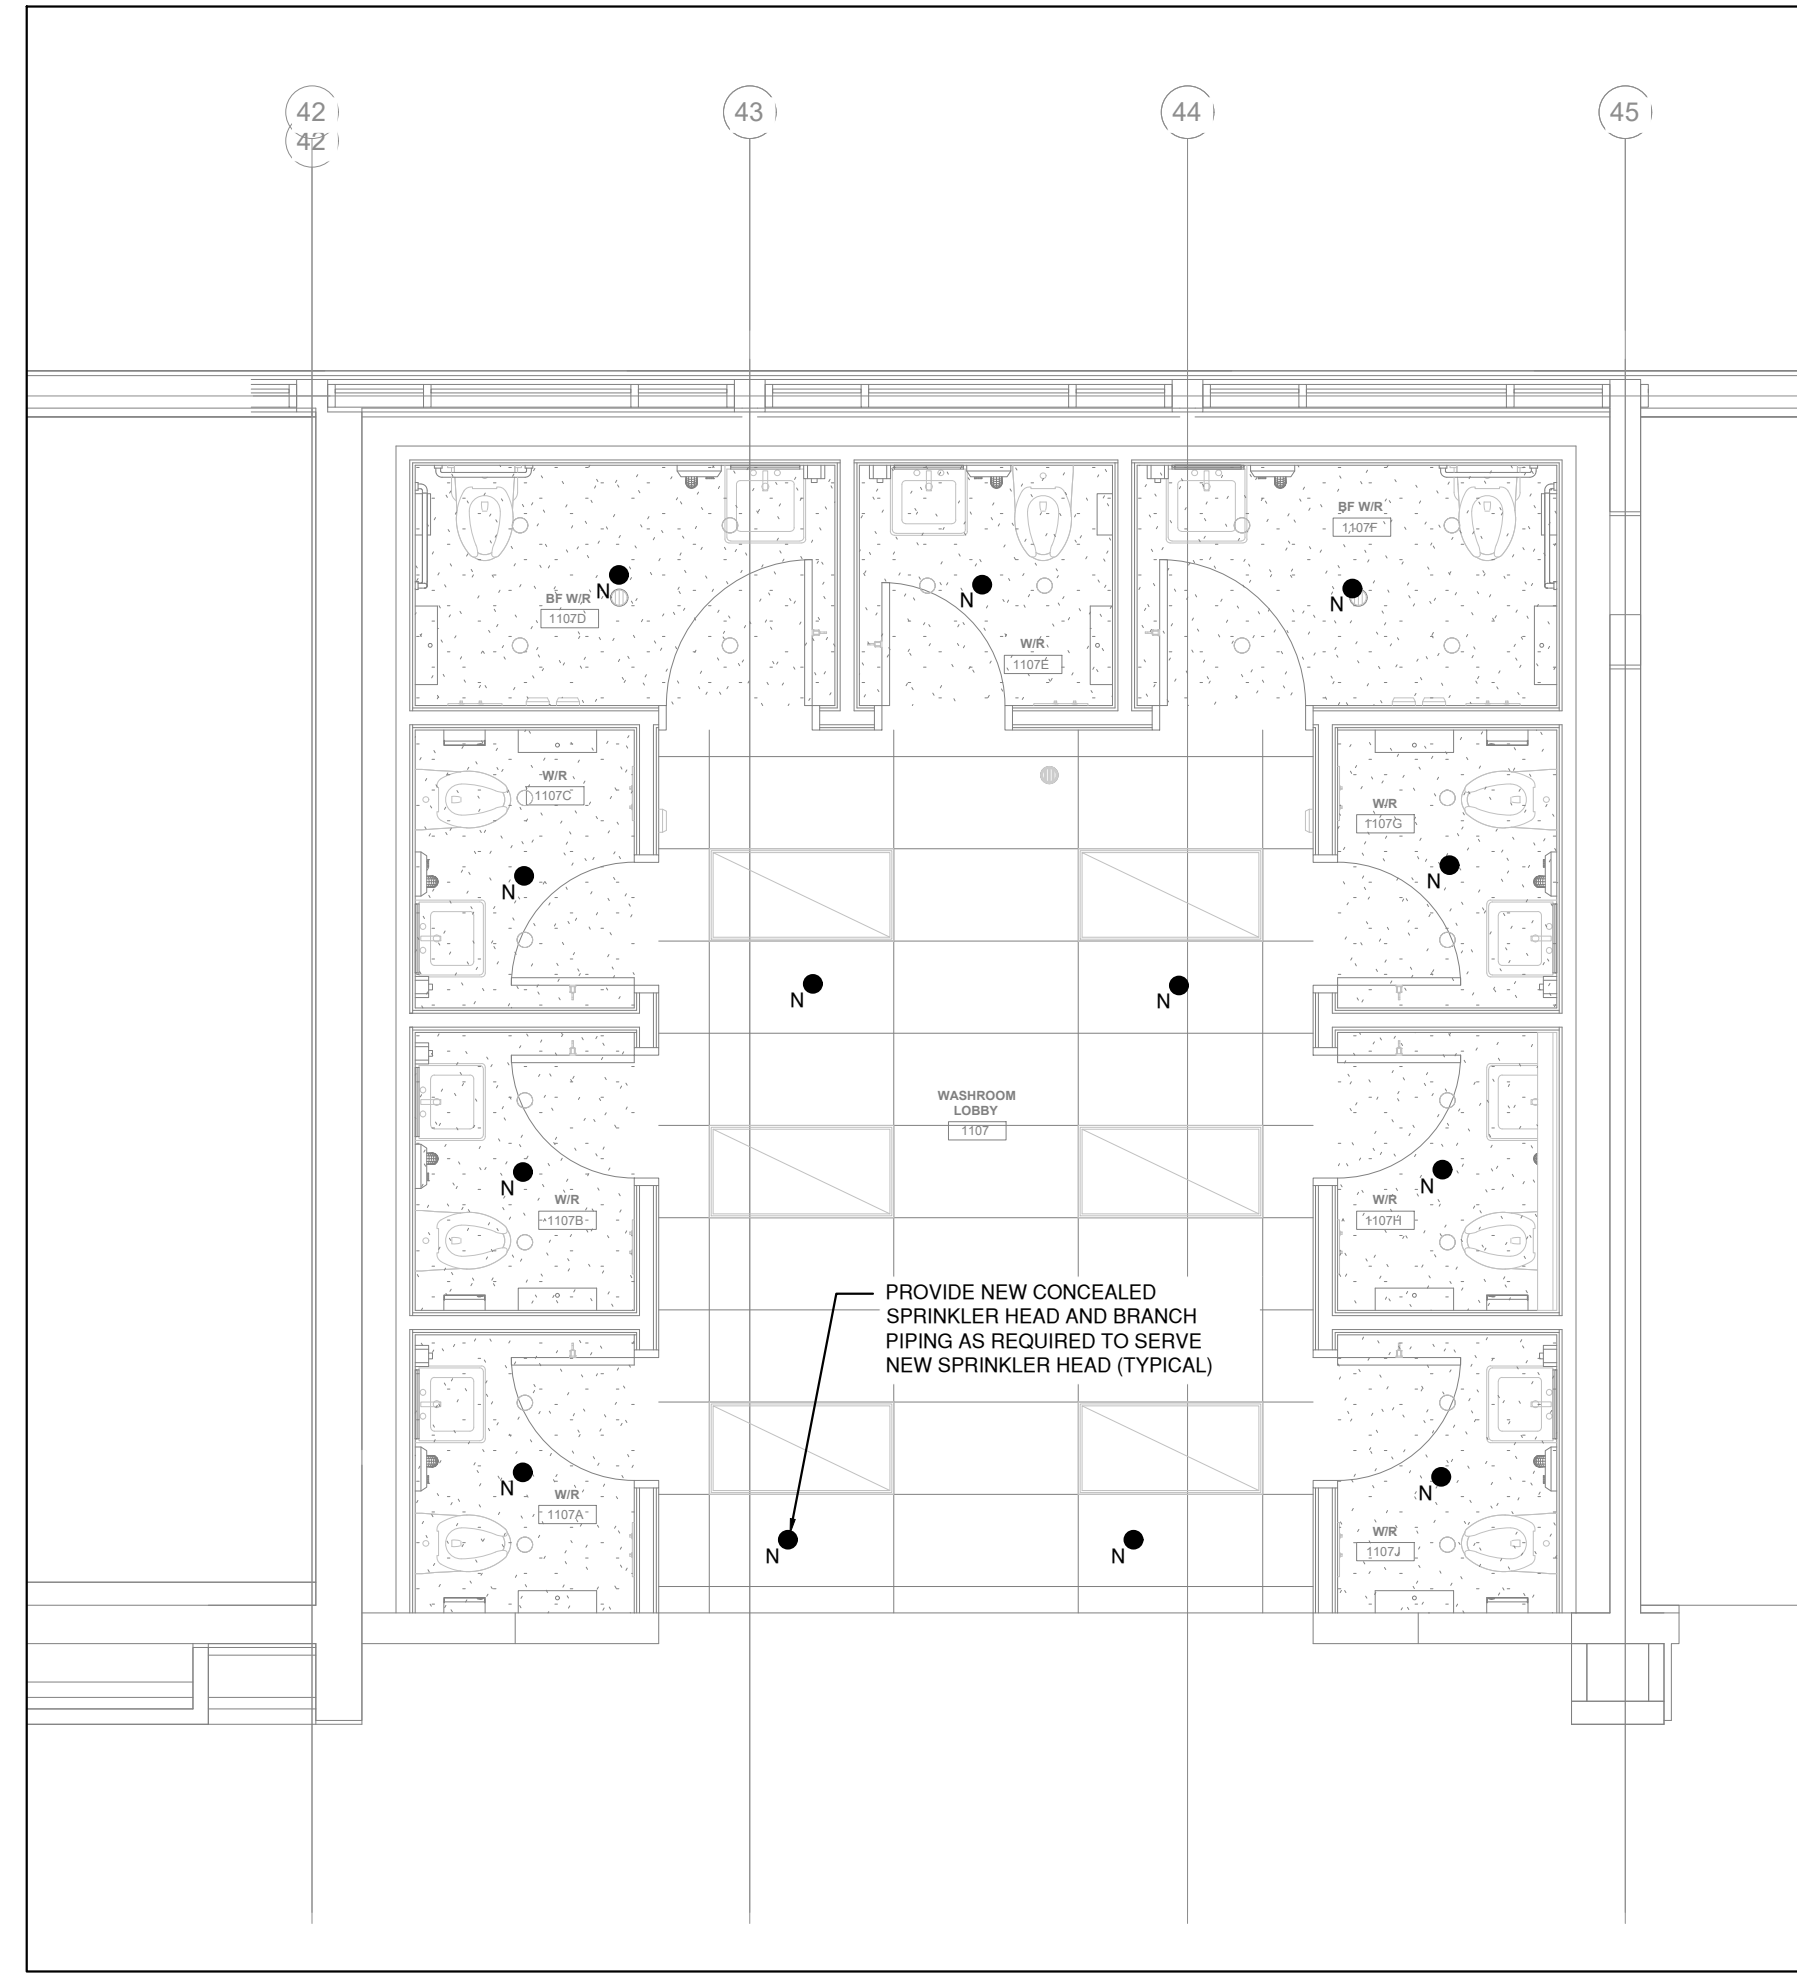 42
42
43
44
45
BF W/R
1107D
N
W/R
1107E
N
BF W/R
1107F
N
W/R
1107C
N
W/R
1107G
N
N
N
WASHROOM
LOBBY
1107
W/R
1107B
N
W/R
1107H
N
PROVIDE NEW CONCEALED
SPRINKLER HEAD AND BRANCH
PIPING AS REQUIRED TO SERVE
NEW SPRINKLER HEAD (TYPICAL)
W/R
1107A
N
W/R
1107J
N
N
N